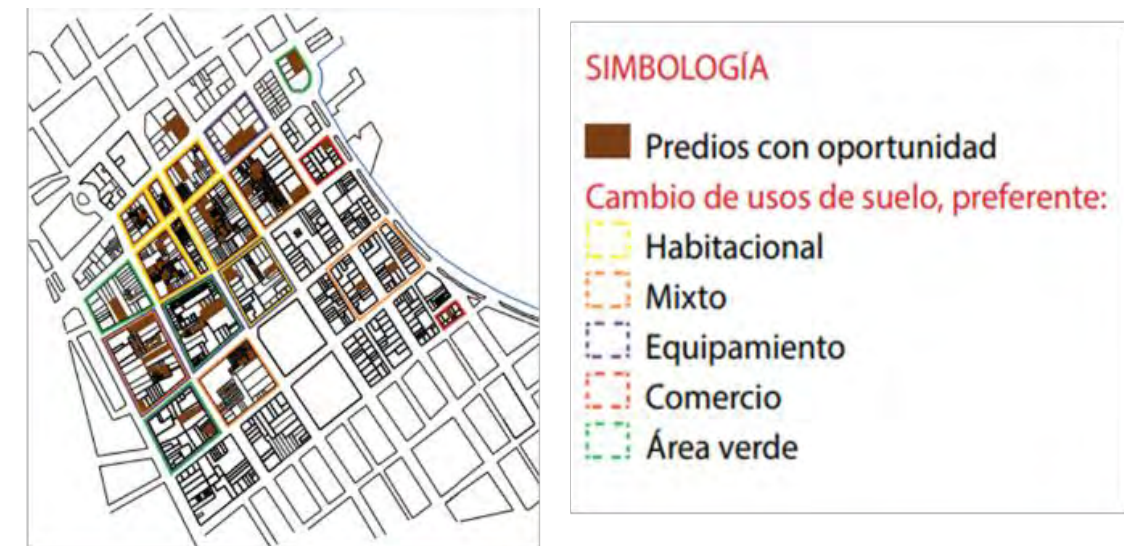 SIMBOLOGÍA
Predios con oportunidad
Cambio de usos de suelo, preferente:
Habitacional
Mixto
Equipamiento
Comercio
Área verde